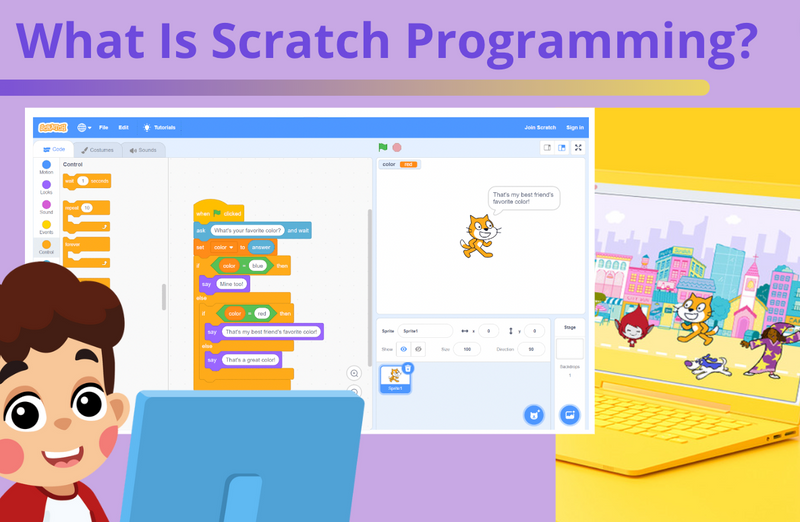 What Is Scratch Programming?
SCRATCH
File Edit Tutorials
Join Scratch Sign in
Code Costumes Sounds
Motion
Looks
Sound
Events
Control
Control
wait 1 seconds
repeat 10
forever
when clicked
ask What's your favorite color? and wait
set color to answer
if color = blue then
say Mine too!
else
if color = red then
say That's my best friend's favorite color!
else
say That's a great color!
color red
That's my best friend's
favorite color!
Sprite Sprite1 x 0 y 0
Show Size 100 Direction 90
Sprite1
Stage
Backdrops
1